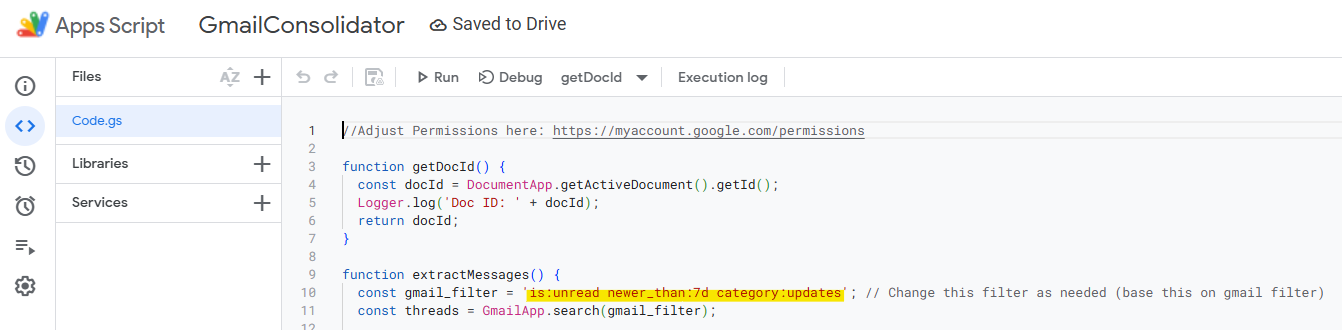 Apps Script GmailConsolidator Saved to Drive
Files AZ Run Debug getDocId Execution log
Code.gs
Libraries
Services
1 //Adjust Permissions here: https://myaccount.google.com/permissions
2
3 function getDocId() {
4 const docId = DocumentApp.getActiveDocument().getId();
5 Logger.log('Doc ID: ' + docId);
6 return docId;
7 }
8
9 function extractMessages() {
10 const gmail_filter = 'is:unread newer_than:7d category:updates'; // Change this filter as needed (base this on gmail filter)
11 const threads = GmailApp.search(gmail_filter);
12